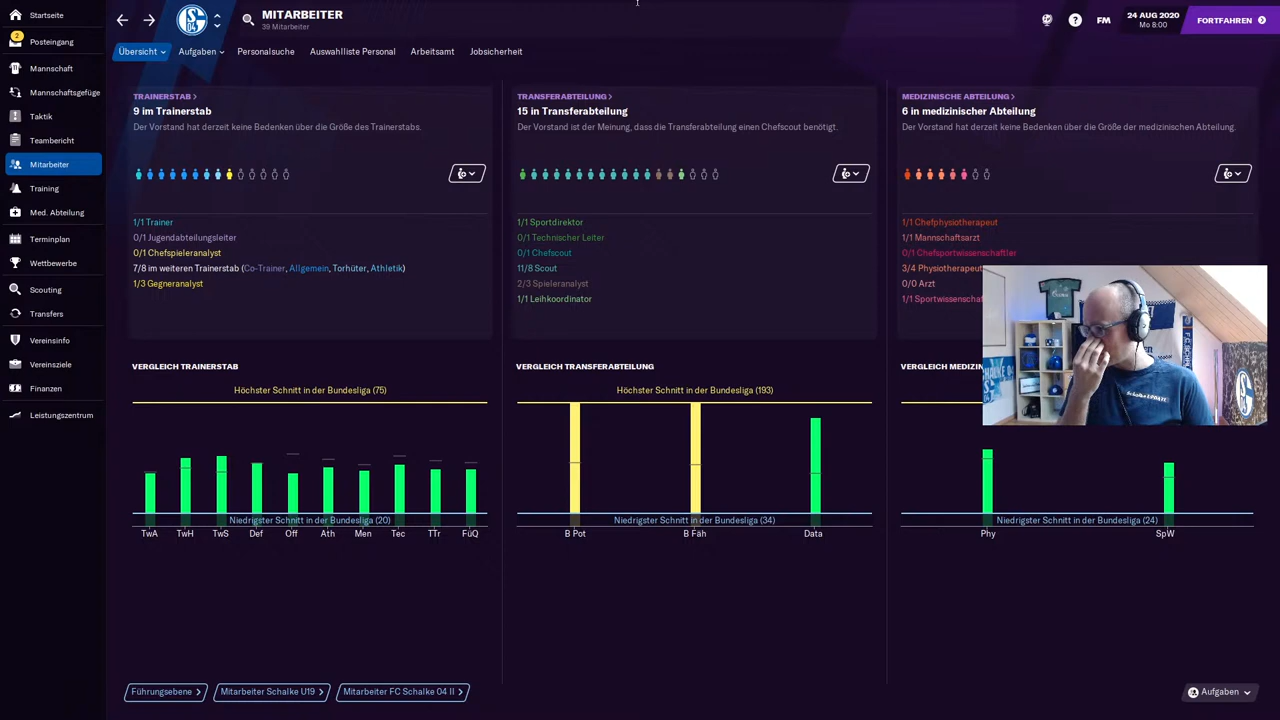 Startseite
2
Posteingang
Mannschaft
Mannschaftsgefüge
Taktik
Teambericht
Mitarbeiter
Training
Med. Abteilung
Terminplan
Wettbewerbe
Scouting
Transfers
Vereinsinfo
Vereinsziele
Finanzen
Leistungszentrum
MITARBEITER
39 Mitarbeiter
FM
24 AUG 2020
Mo 8:00
FORTFAHREN
Übersicht
Aufgaben
Personalsuche
Auswahlliste Personal
Arbeitsamt
Jobsicherheit
TRAINERSTAB
9 im Trainerstab
Der Vorstand hat derzeit keine Bedenken über die Größe des Trainerstabs.
1/1 Trainer
0/1 Jugendabteilungsleiter
0/1 Chefspieleranalyst
7/8 im weiteren Trainerstab (Co-Trainer, Allgemein, Torhüter, Athletik)
1/3 Gegneranalyst
TRANSFERABTEILUNG
15 in Transferabteilung
Der Vorstand ist der Meinung, dass die Transferabteilung einen Chefscout benötigt.
1/1 Sportdirektor
0/1 Technischer Leiter
0/1 Chefscout
11/8 Scout
2/3 Spieleranalyst
1/1 Leihkoordinator
MEDIZINISCHE ABTEILUNG
6 in medizinischer Abteilung
Der Vorstand hat derzeit keine Bedenken über die Größe der medizinischen Abteilung.
1/1 Chefphysiotherapeut
1/1 Mannschaftsarzt
0/1 Chefsportwissenschaftler
3/4 Physiotherapeut
0/0 Arzt
1/1 Sportwissenschaf
VERGLEICH TRAINERSTAB
Höchster Schnitt in der Bundesliga (75)
Niedrigster Schnitt in der Bundesliga (20)
TwA TwH TwS Def Off Ath Men Tec TTr FüQ
VERGLEICH TRANSFERABTEILUNG
Höchster Schnitt in der Bundesliga (193)
Niedrigster Schnitt in der Bundesliga (34)
B Pot B Fäh Data
VERGLEICH MEDIZIN
Niedrigster Schnitt in der Bundesliga (24)
Phy SpW
Führungsebene
Mitarbeiter Schalke U19
Mitarbeiter FC Schalke 04 II
Aufgaben